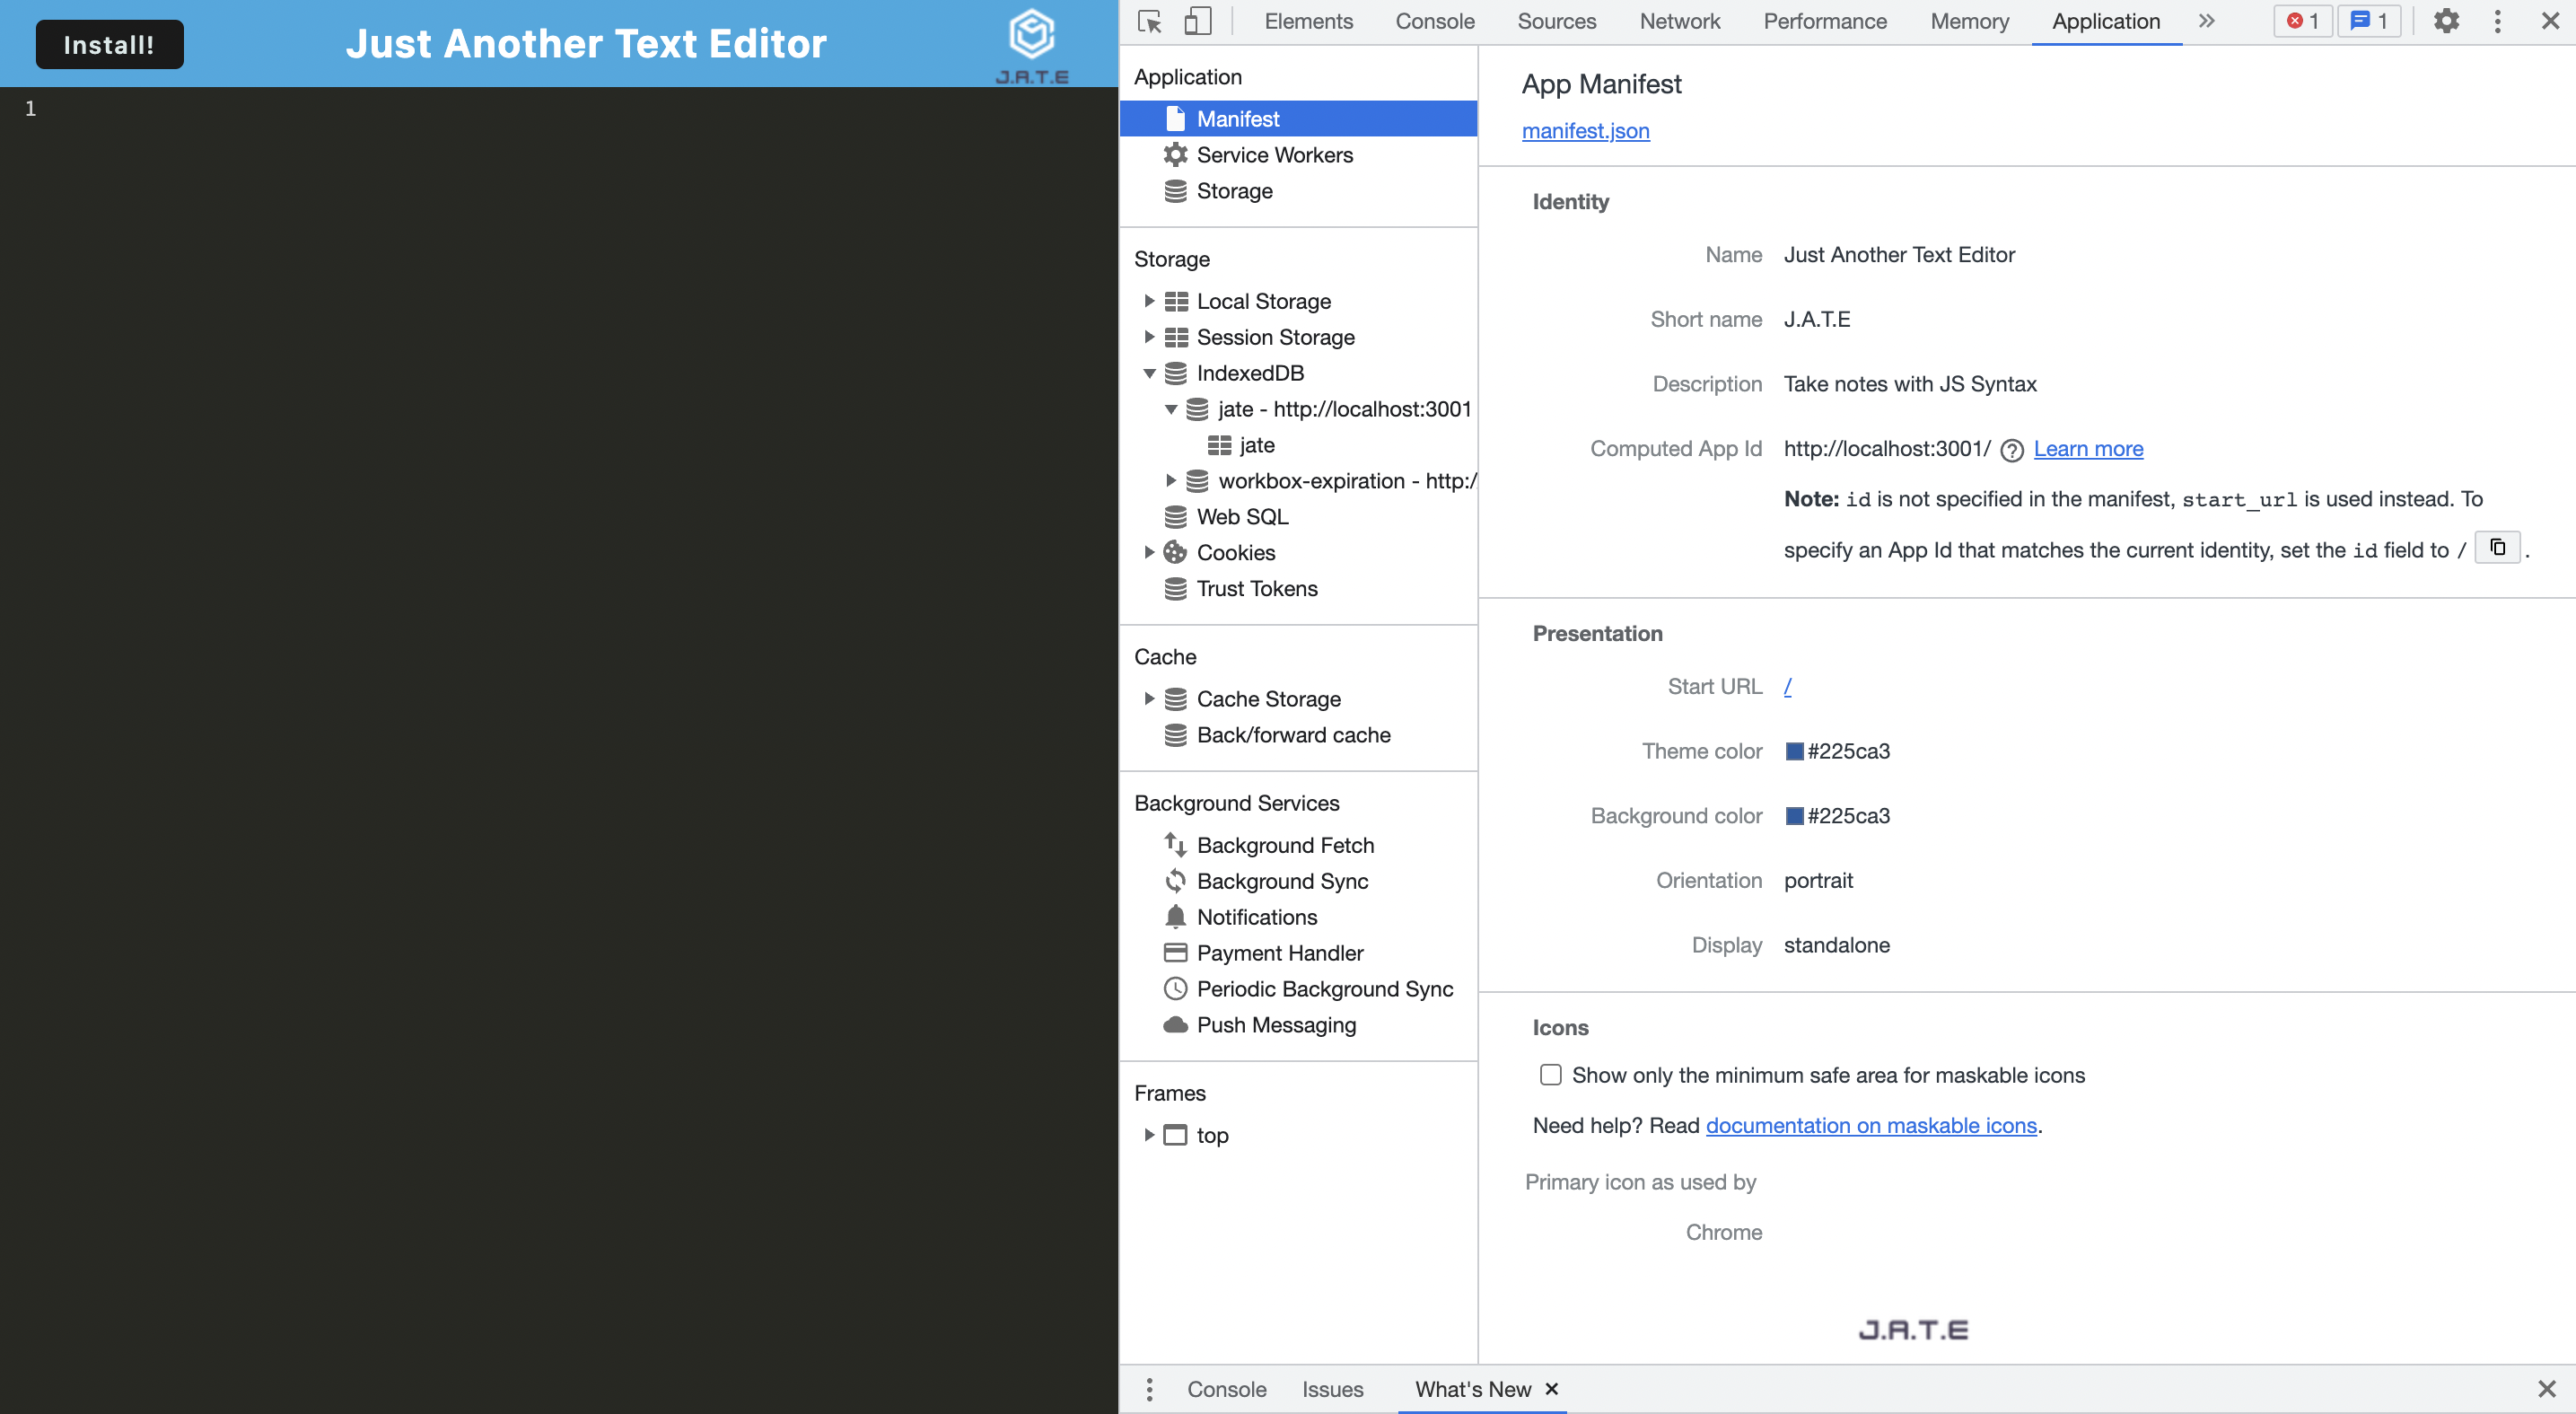 Install!
Just Another Text Editor
J.A.T.E
1
Elements Console Sources Network Performance Memory Application 1 1
Application
Manifest
Service Workers
Storage
Storage
Local Storage
Session Storage
IndexedDB
jate - http://localhost:3001
jate
workbox-expiration - http:/
Web SQL
Cookies
Trust Tokens
Cache
Cache Storage
Back/forward cache
Background Services
Background Fetch
Background Sync
Notifications
Payment Handler
Periodic Background Sync
Push Messaging
Frames
top
App Manifest
manifest.json
Identity
Name Just Another Text Editor
Short name J.A.T.E
Description Take notes with JS Syntax
Computed App Id http://localhost:3001/ Learn more
Note: id is not specified in the manifest, start_url is used instead. To
specify an App Id that matches the current identity, set the id field to / .
Presentation
Start URL /
Theme color #225ca3
Background color #225ca3
Orientation portrait
Display standalone
Icons
Show only the minimum safe area for maskable icons
Need help? Read documentation on maskable icons.
Primary icon as used by
Chrome
J.A.T.E
Console Issues What's New